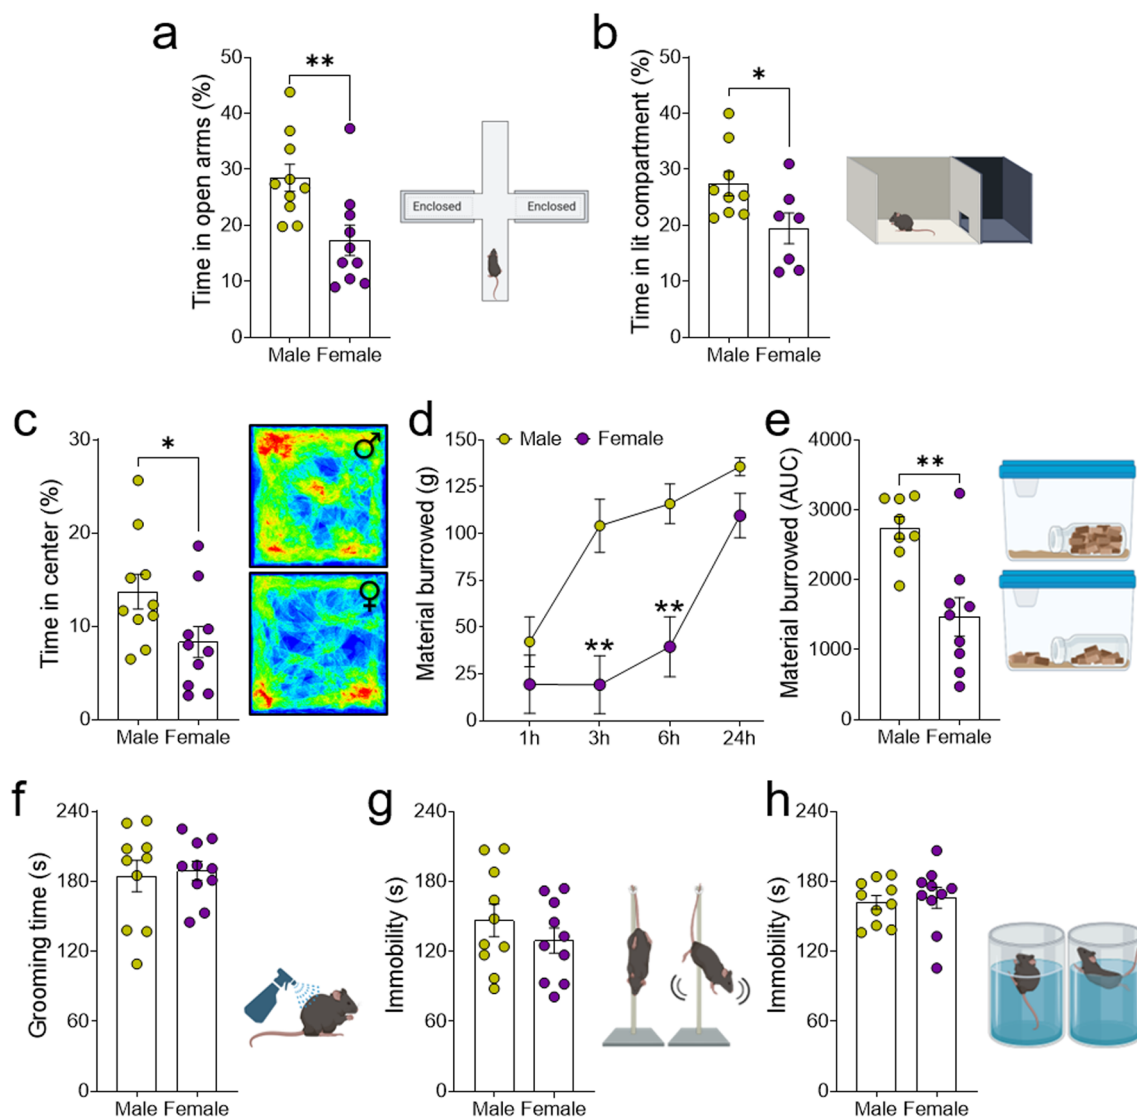 a
Time in open arms (%)
50
40
30
20
10
0
**
Male Female
Enclosed
Enclosed
b
Time in lit compartment (%)
50
40
30
20
10
0
*
Male Female
c
Time in center (%)
30
20
10
0
*
Male Female
♂
♀
d
Material burrowed (g)
150
125
100
75
50
25
0
Male
Female
**
**
1h
3h
6h
24h
e
Material burrowed (AUC)
4000
3000
2000
1000
0
**
Male Female
f
Grooming time (s)
240
180
120
60
0
Male Female
g
Immobility (s)
240
180
120
60
0
Male Female
h
Immobility (s)
240
180
120
60
0
Male Female